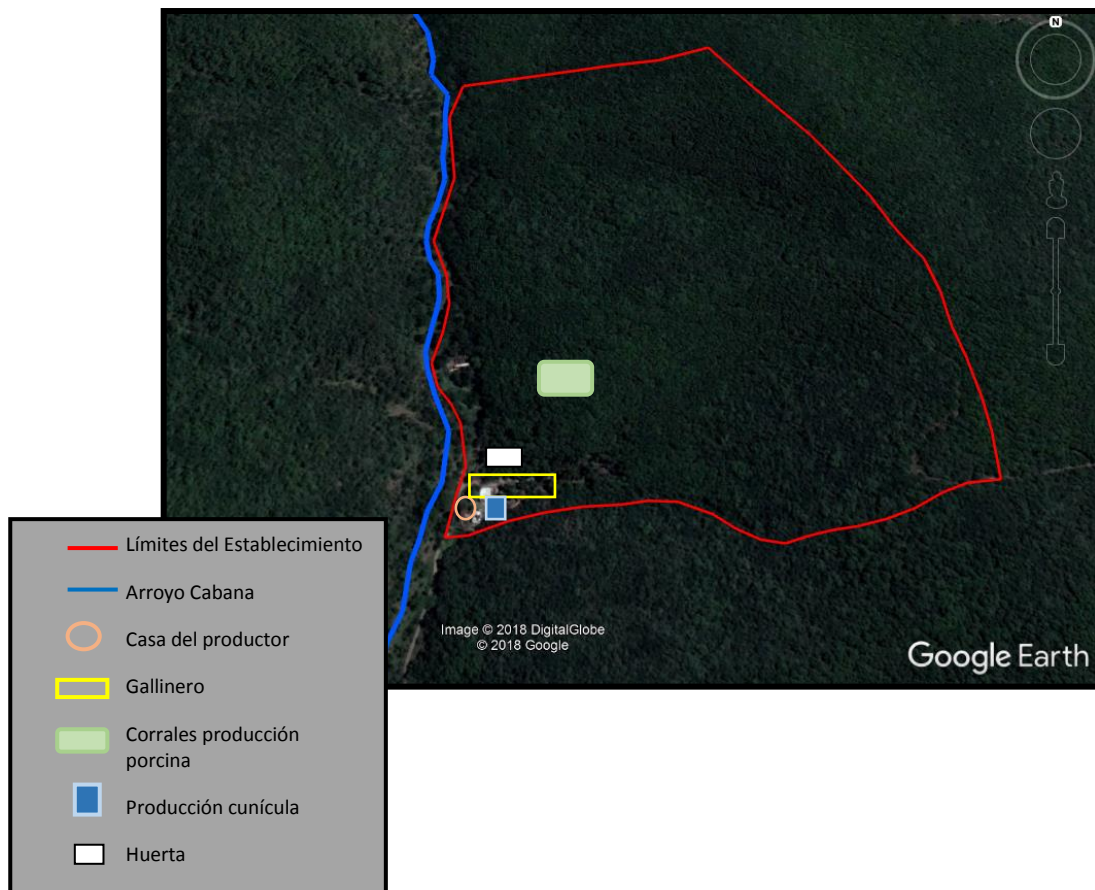 N
Límites del Establecimiento
Arroyo Cabana
Casa del productor
Gallinero
Corrales producción
porcina
Producción cunícula
Huerta
Image © 2018 DigitalGlobe
© 2018 Google
Google Earth